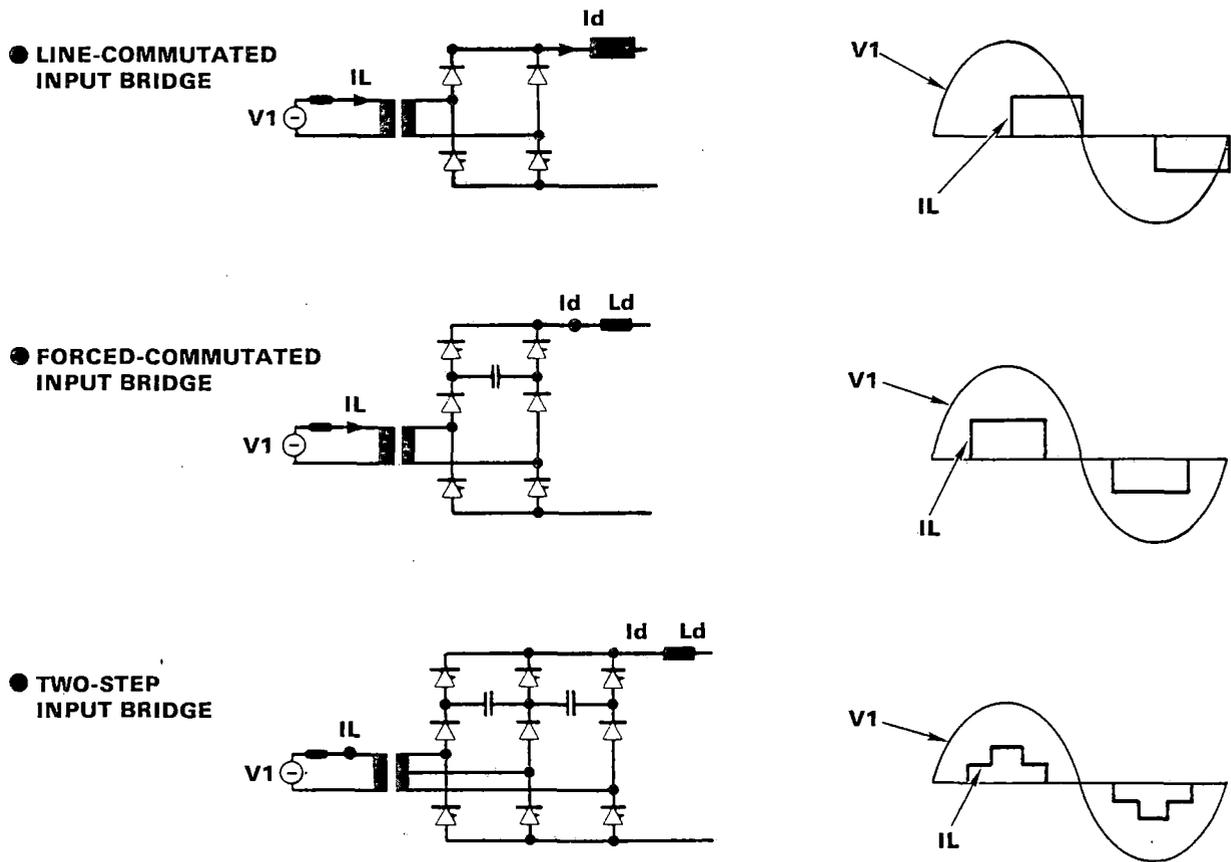 ● LINE-COMMUTATED
INPUT BRIDGE
IL
V1
Id
V1
IL
● FORCED-COMMUTATED
INPUT BRIDGE
IL
V1
Id Ld
V1
IL
● TWO-STEP
INPUT BRIDGE
IL
V1
Id Ld
V1
IL